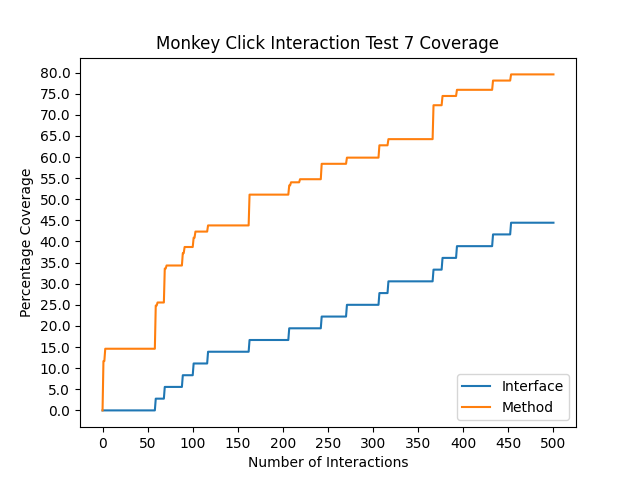 Monkey Click Interaction Test 7 Coverage
Percentage Coverage
80.0
75.0
70.0
65.0
60.0
55.0
50.0
45.0
40.0
35.0
30.0
25.0
20.0
15.0
10.0
5.0
0.0
Interface
Method
0 50 100 150 200 250 300 350 400 450 500
Number of Interactions